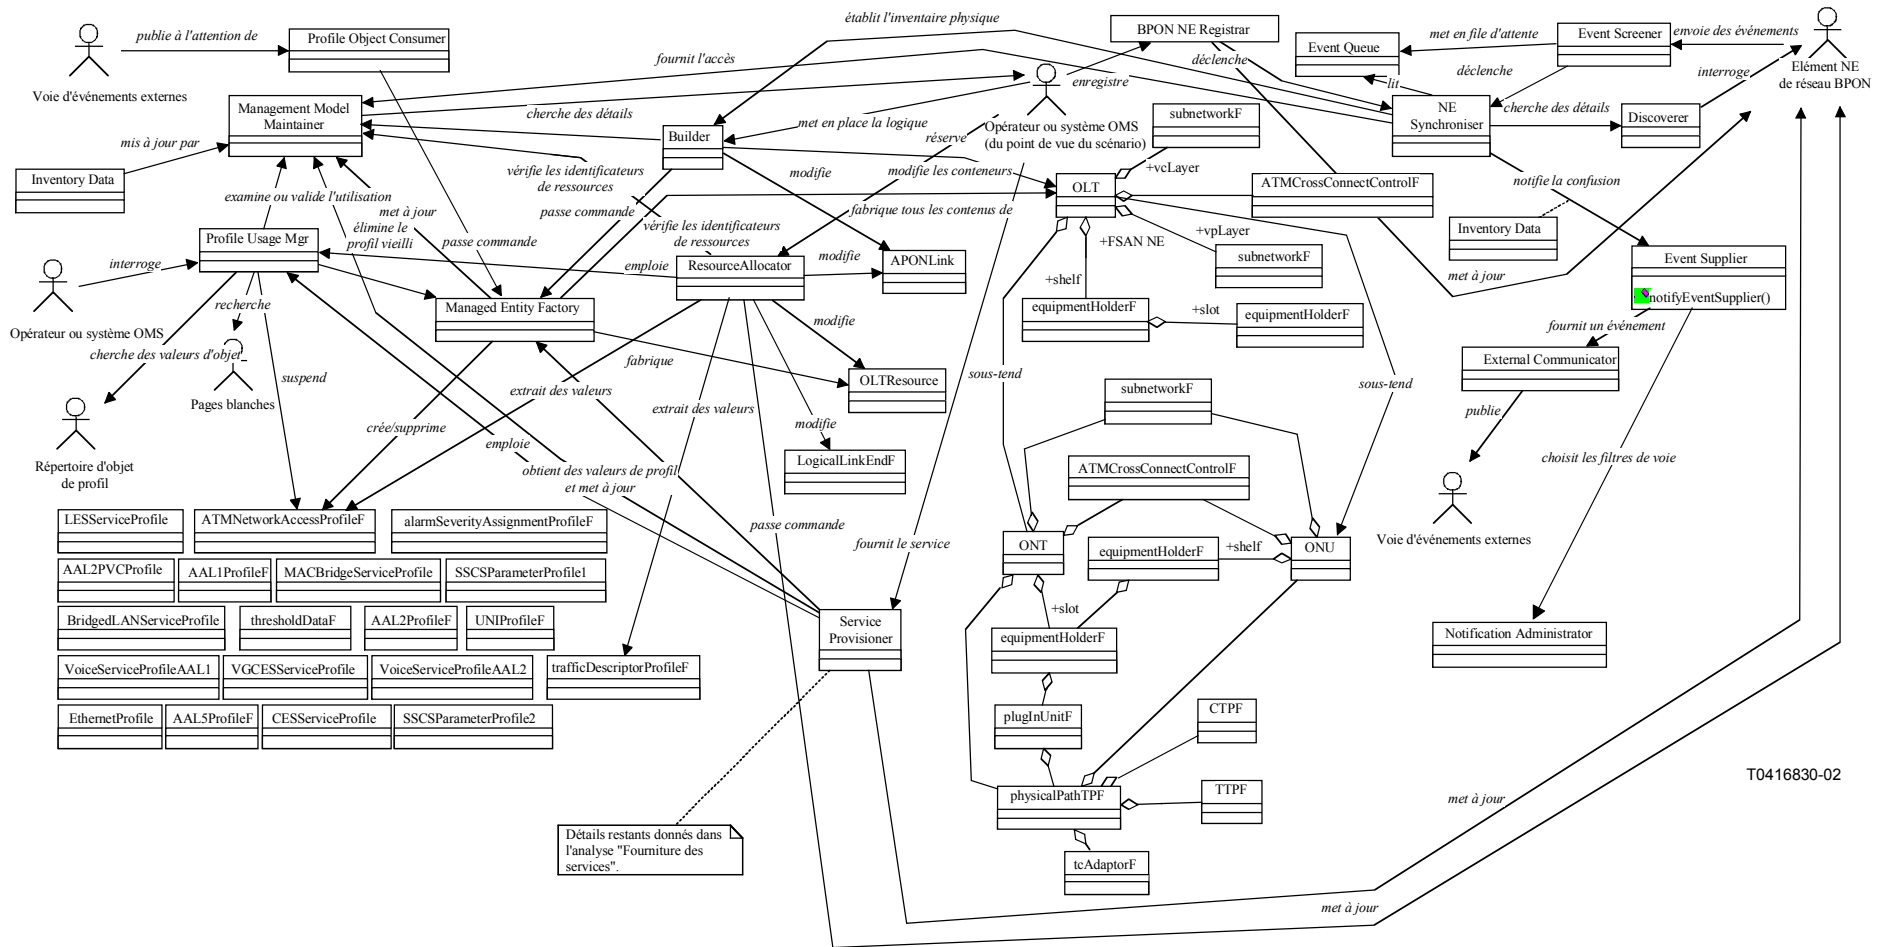 établit l'inventaire physique
publie à l'attention de
Profile Object Consumer
BPON NE Registrar
Event Queue
met en file d'attente
Event Screener
envoie des événements
Voie d'événements externes
fournit l'accès
déclenche
déclenche
interroge
Elément NE
de réseau BPON
enregistre
lit
Management Model
Maintainer
cherche des détails
NE
Synchroniser
cherche des détails
Discoverer
subnetworkF
met en place la logique
Opérateur ou système OMS
(du point de vue du scénario)
réserve
Builder
mis à jour par
Inventory Data
vérifie les identificateurs
de ressources
modifie
modifie les conteneurs
+vcLayer
OLT
ATMCrossConnectControlF
notifie la confusion
examine ou valide l'utilisation
met à jour
élimine le
profil vieilli
passe commande
fabrique tous les contenus de
vérifie les identificateurs
de ressources
Inventory Data
Profile Usage Mgr
passe commande
+FSAN NE
+vpLayer
subnetworkF
interroge
emploie
ResourceAllocator
modifie
APONLink
Event Supplier
notifyEventSupplier()
met à jour
+shelf
recherche
Managed Entity Factory
equipmentHolderF
+slot
equipmentHolderF
Opérateur ou système OMS
modifie
fournit un événement
cherche des valeurs d'objet
fabrique
External Communicator
suspend
OLTResource
sous-tend
sous-tend
Pages blanches
extrait des valeurs
extrait des valeurs
subnetworkF
publie
crée/supprime
modifie
emploie
Répertoire d'objet
de profil
obtient des valeurs de profil
et met à jour
LogicalLinkEndF
ATMCrossConnectControlF
choisit les filtres de voie
LESServiceProfile
ATMNetworkAccessProfileF
alarmSeverityAssignmentProfileF
passe commande
fournit le service
ONT
equipmentHolderF
+shelf
ONU
Voie d'événements externes
AAL2PVCProfile
AAL1ProfileF
MACBridgeServiceProfile
SSCSParameterProfile1
+slot
BridgedLANServiceProfile
thresholdDataF
AAL2ProfileF
UNIProfileF
Service
Provisioner
equipmentHolderF
Notification Administrator
VoiceServiceProfileAAL1
VGCESServiceProfile
VoiceServiceProfileAAL2
trafficDescriptorProfileF
EthernetProfile
AAL5ProfileF
CESServiceProfile
SSCSParameterProfile2
plugInUnitF
CTPF
T0416830-02
physicalPathTPF
TTPF
met à jour
Détails restants donnés dans
l'analyse "Fourniture des
services".
tcAdaptorF
met à jour